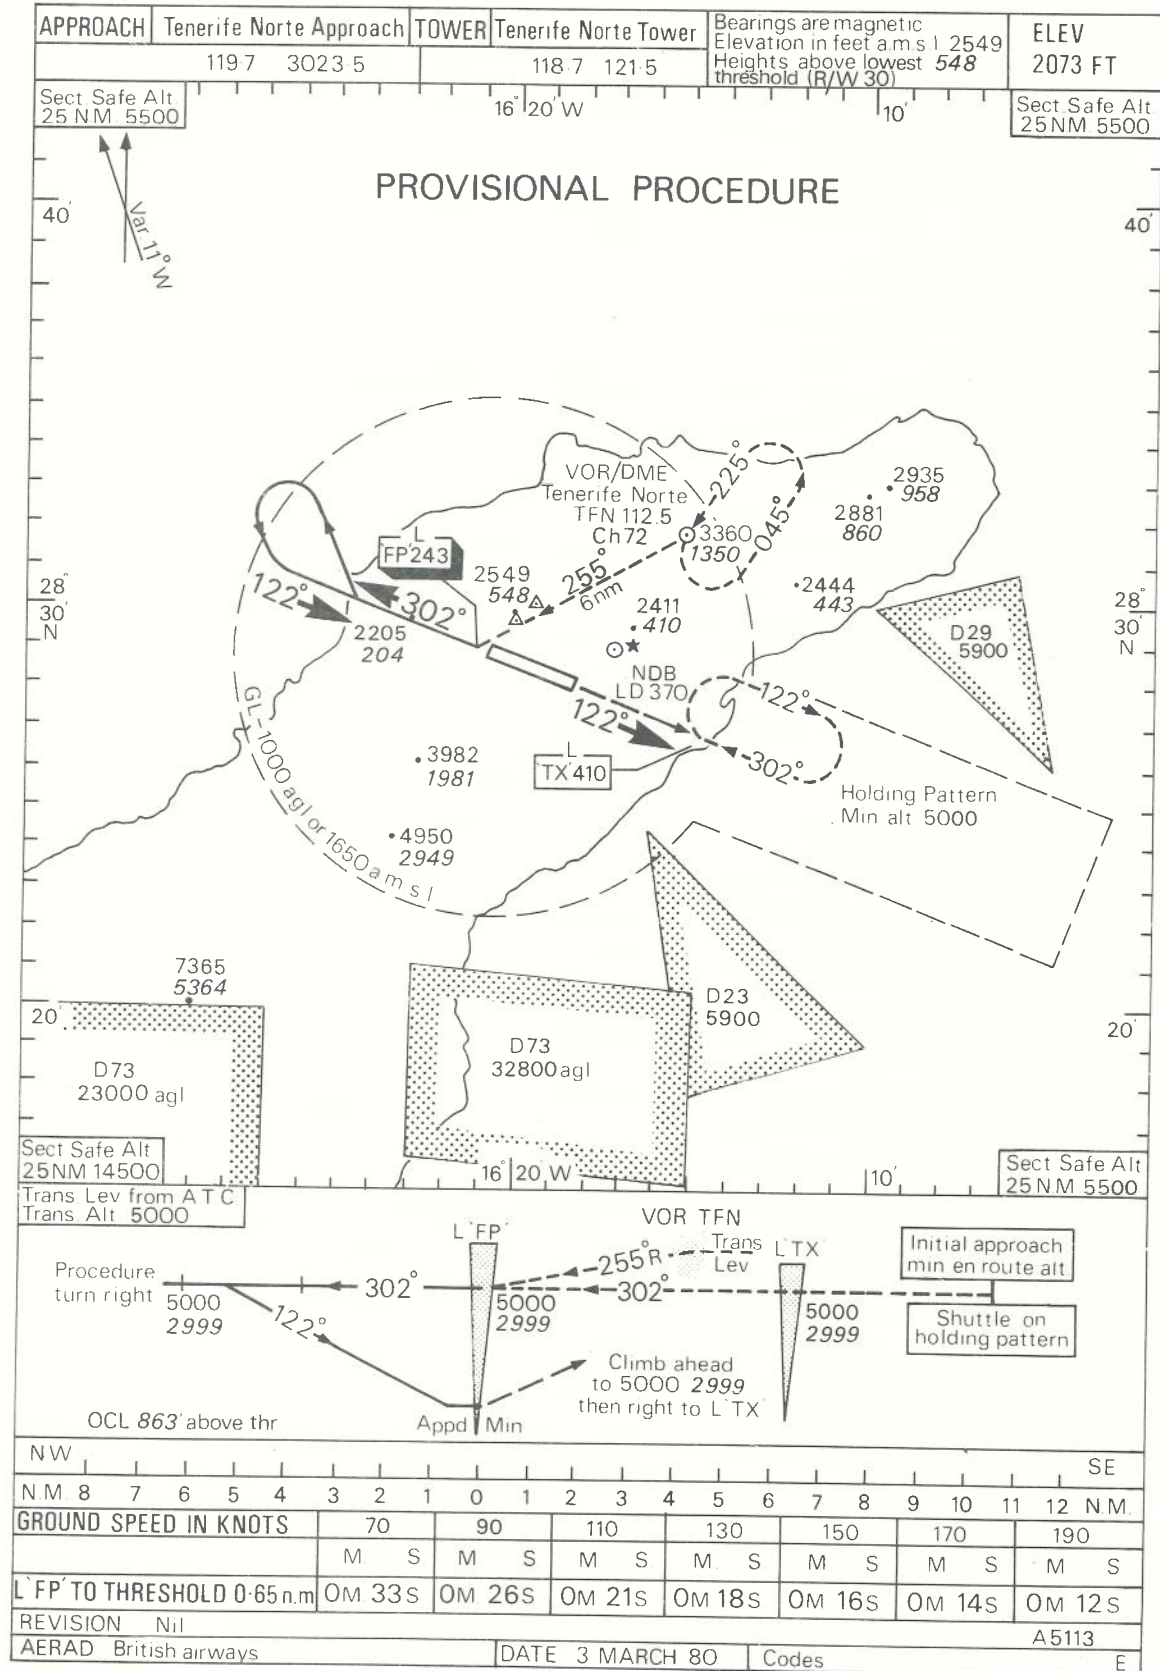 APPROACH Tenerife Norte Approach TOWER Tenerife Norte Tower
119·7 3023·5 118·7 121·5
Bearings are magnetic
Elevation in feet a.m.s l 2549
Heights above lowest 548
threshold (R/W 30)
ELEV
2073 FT
Sect. Safe Alt
25 NM 5500
16° 20′ W
10′
Sect Safe Alt
25 NM 5500
PROVISIONAL PROCEDURE
40′
40′
Var 11° W
VOR/DME
Tenerife Norte
TFN 112.5
Ch72
225°
045°
3360
1350
2935
958
2881
860
L
FP 243
2549
548
255°
6nm
2444
443
2411
410
122°
302°
2205
204
28°
30′
N
28°
30′
N
D29
5900
NDB
LD 370
122°
L
TX 410
122°
302°
Holding Pattern
Min alt 5000
GL-1000 agl or 1650 a m s l
3982
1981
4950
2949
7365
5364
20′
20′
D73
23000 agl
D73
32800 agl
D23
5900
Sect Safe Alt
25NM 14500
16° 20′ W
10′
Sect Safe Alt
25 N.M 5500
Trans Lev from A T C
Trans. Alt 5000
L 'FP'
VOR TFN
Trans
Lev
L 'TX'
255°R
Initial approach
min en route alt
Procedure
turn right
302°
302°
5000
2999
5000
2999
5000
2999
Shuttle on
holding pattern
122°
Climb ahead
to 5000 2999
then right to L 'TX'
OCL 863′ above thr
Appd Min
NW SE
N.M. 8 7 6 5 4 3 2 1 0 1 2 3 4 5 6 7 8 9 10 11 12 N.M.
GROUND SPEED IN KNOTS 70 90 110 130 150 170 190
M S M S M S M S M S M S M S
L 'FP' TO THRESHOLD 0·65 n.m 0M 33S 0M 26S 0M 21S 0M 18S 0M 16S 0M 14S 0M 12S
REVISION Nil A5113
AERAD British airways DATE 3 MARCH 80 Codes E